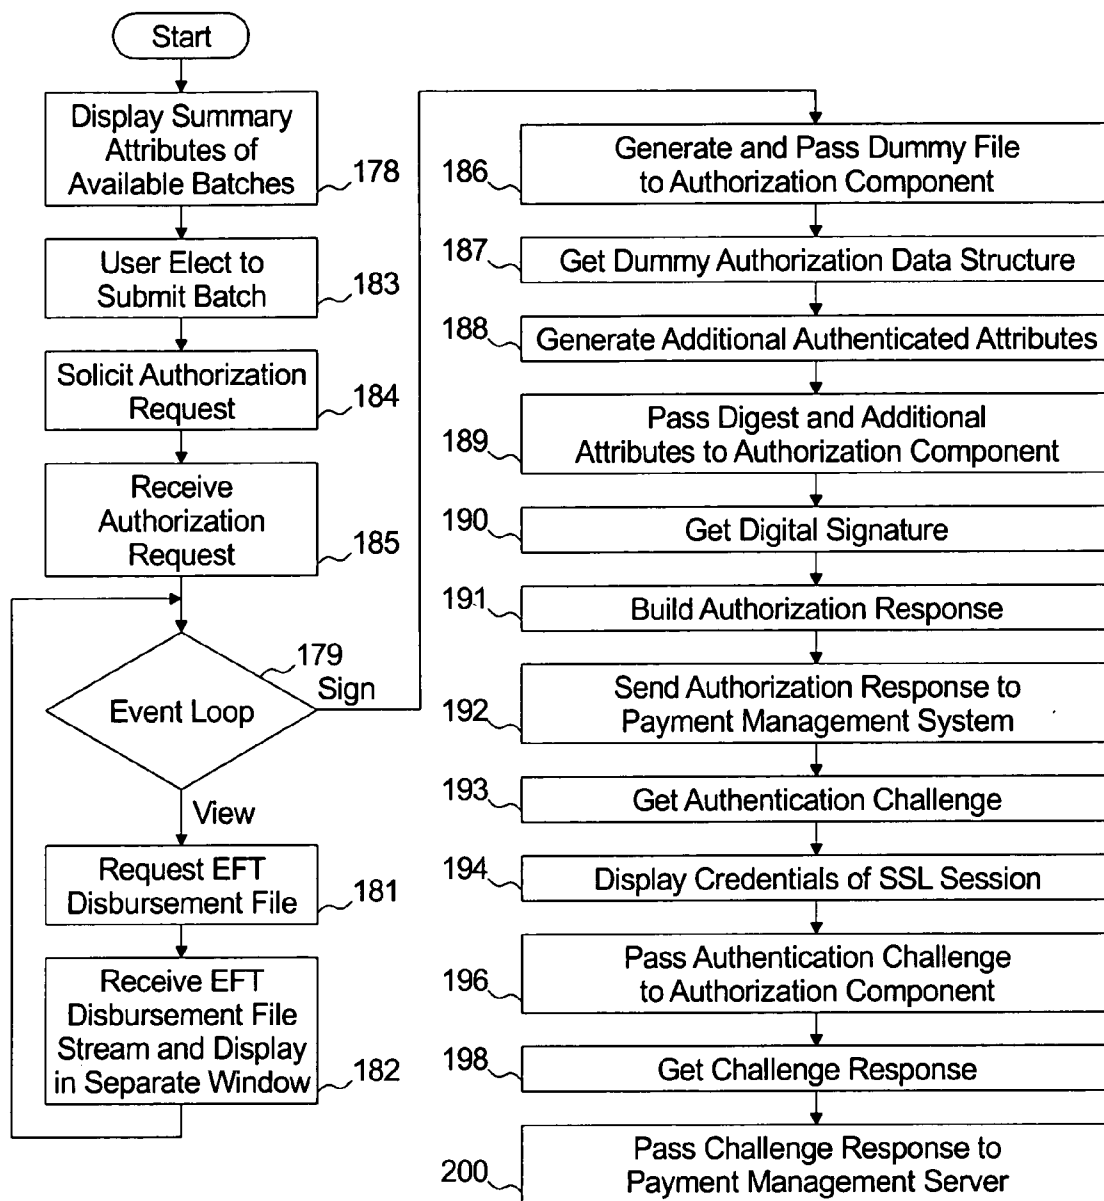 Start
Display Summary
Attributes of
Available Batches
178
User Elect to
Submit Batch
183
Solicit Authorization
Request
184
Receive
Authorization
Request
185
Event Loop
179
Sign
View
Request EFT
Disbursement File
181
Receive EFT
Disbursement File
Stream and Display
in Separate Window
182
186
Generate and Pass Dummy File
to Authorization Component
187
Get Dummy Authorization Data Structure
188
Generate Additional Authenticated Attributes
189
Pass Digest and Additional
Attributes to Authorization Component
190
Get Digital Signature
191
Build Authorization Response
192
Send Authorization Response to
Payment Management System
193
Get Authentication Challenge
194
Display Credentials of SSL Session
196
Pass Authentication Challenge
to Authorization Component
198
Get Challenge Response
200
Pass Challenge Response to
Payment Management Server